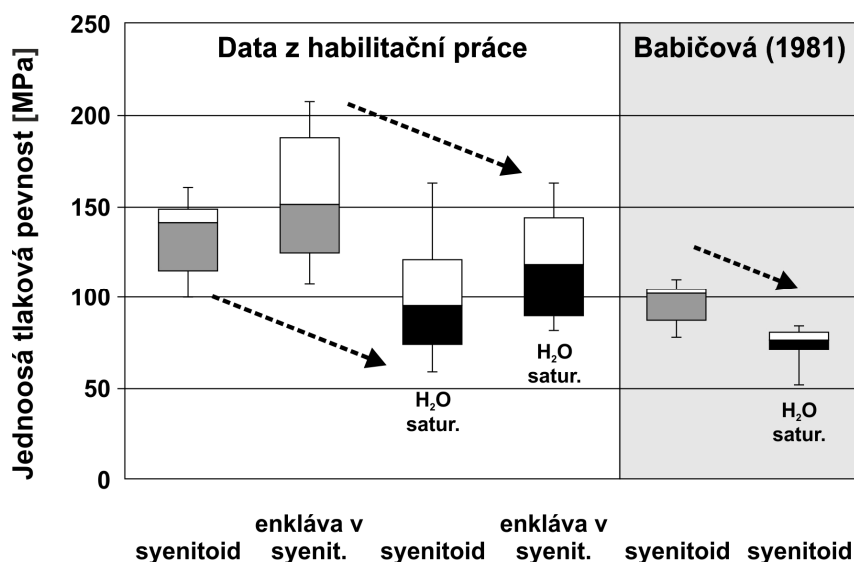 Jednoosá tlaková pevnost [MPa]
250
200
150
100
50
0
Data z habilitační práce
Babičová (1981)
H₂O
satur.
H₂O
satur.
H₂O
satur.
syenitoid
enkláva v
syenit.
syenitoid
enkláva v
syenit.
syenitoid
syenitoid